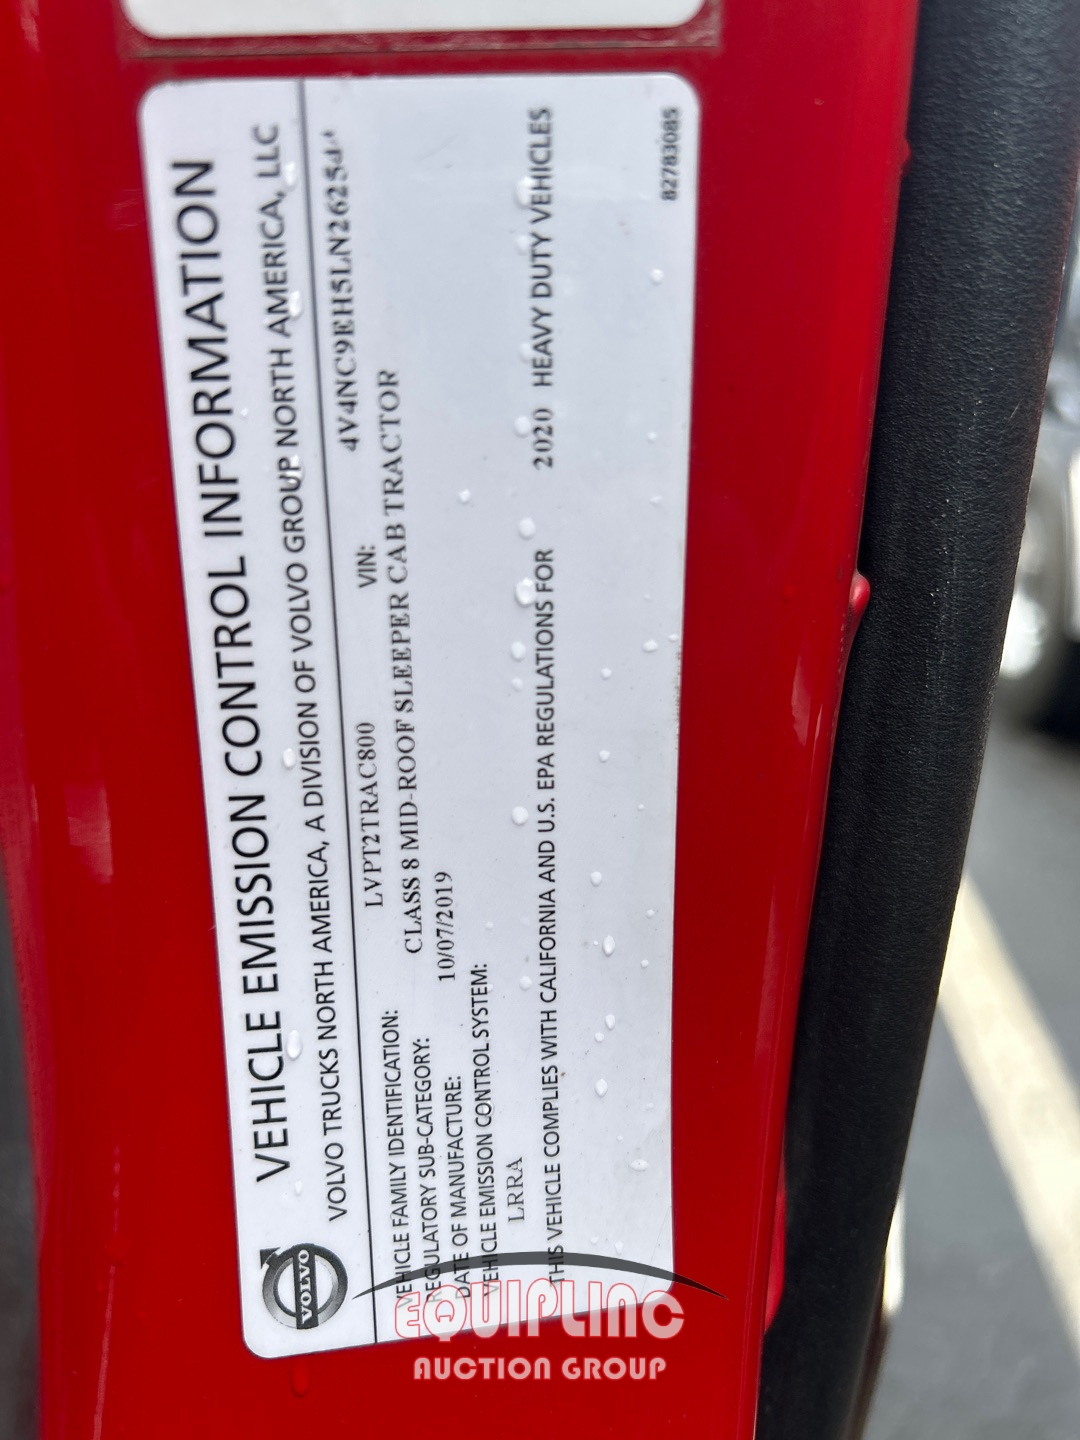 VEHICLE EMISSION CONTROL INFORMATION
VOLVO TRUCKS NORTH AMERICA, A DIVISION OF VOLVO GROUP NORTH AMERICA, LLC
VOLVO
VEHICLE FAMILY IDENTIFICATION: LVPT2TRAC800 VIN:
REGULATORY SUB-CATEGORY: CLASS 8 MID-ROOF SLEEPER CAB TRACTOR
DATE OF MANUFACTURE: 10/07/2019
VEHICLE EMISSION CONTROL SYSTEM:
LRRA
THIS VEHICLE COMPLIES WITH CALIFORNIA AND U.S. EPA REGULATIONS FOR 2020 HEAVY DUTY VEHICLES
82783085
EQUIPLINC
AUCTION GROUP